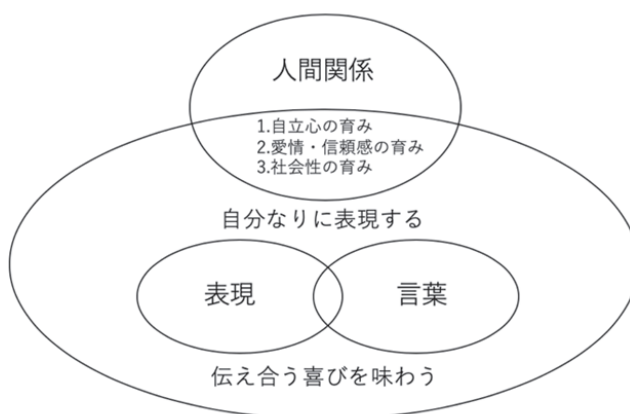 人間関係
1.自立心の育み
2.愛情・信頼感の育み
3.社会性の育み
自分なりに表現する
表現
言葉
伝え合う喜びを味わう